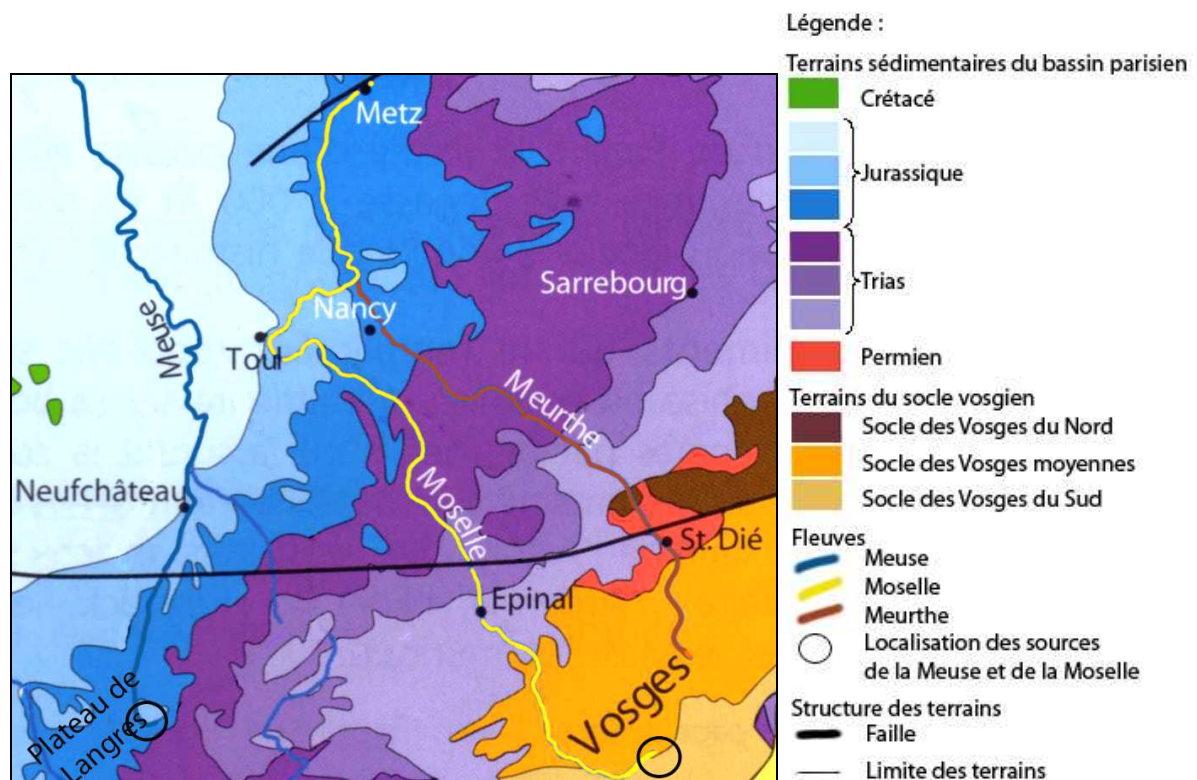 Légende :
Terrains sédimentaires du bassin parisien
Crétacé
Jurassique
Trias
Permien
Terrains du socle vosgien
Socle des Vosges du Nord
Socle des Vosges moyennes
Socle des Vosges du Sud
Fleuves
Meuse
Moselle
Meurthe
Localisation des sources
de la Meuse et de la Moselle
Structure des terrains
Faille
Limite des terrains
Metz
Sarrebourg
Nancy
Meuse
Toul
Meurthe
Moselle
Neufchâteau
St. Dié
Epinal
Vosges
Plateau de
Langres